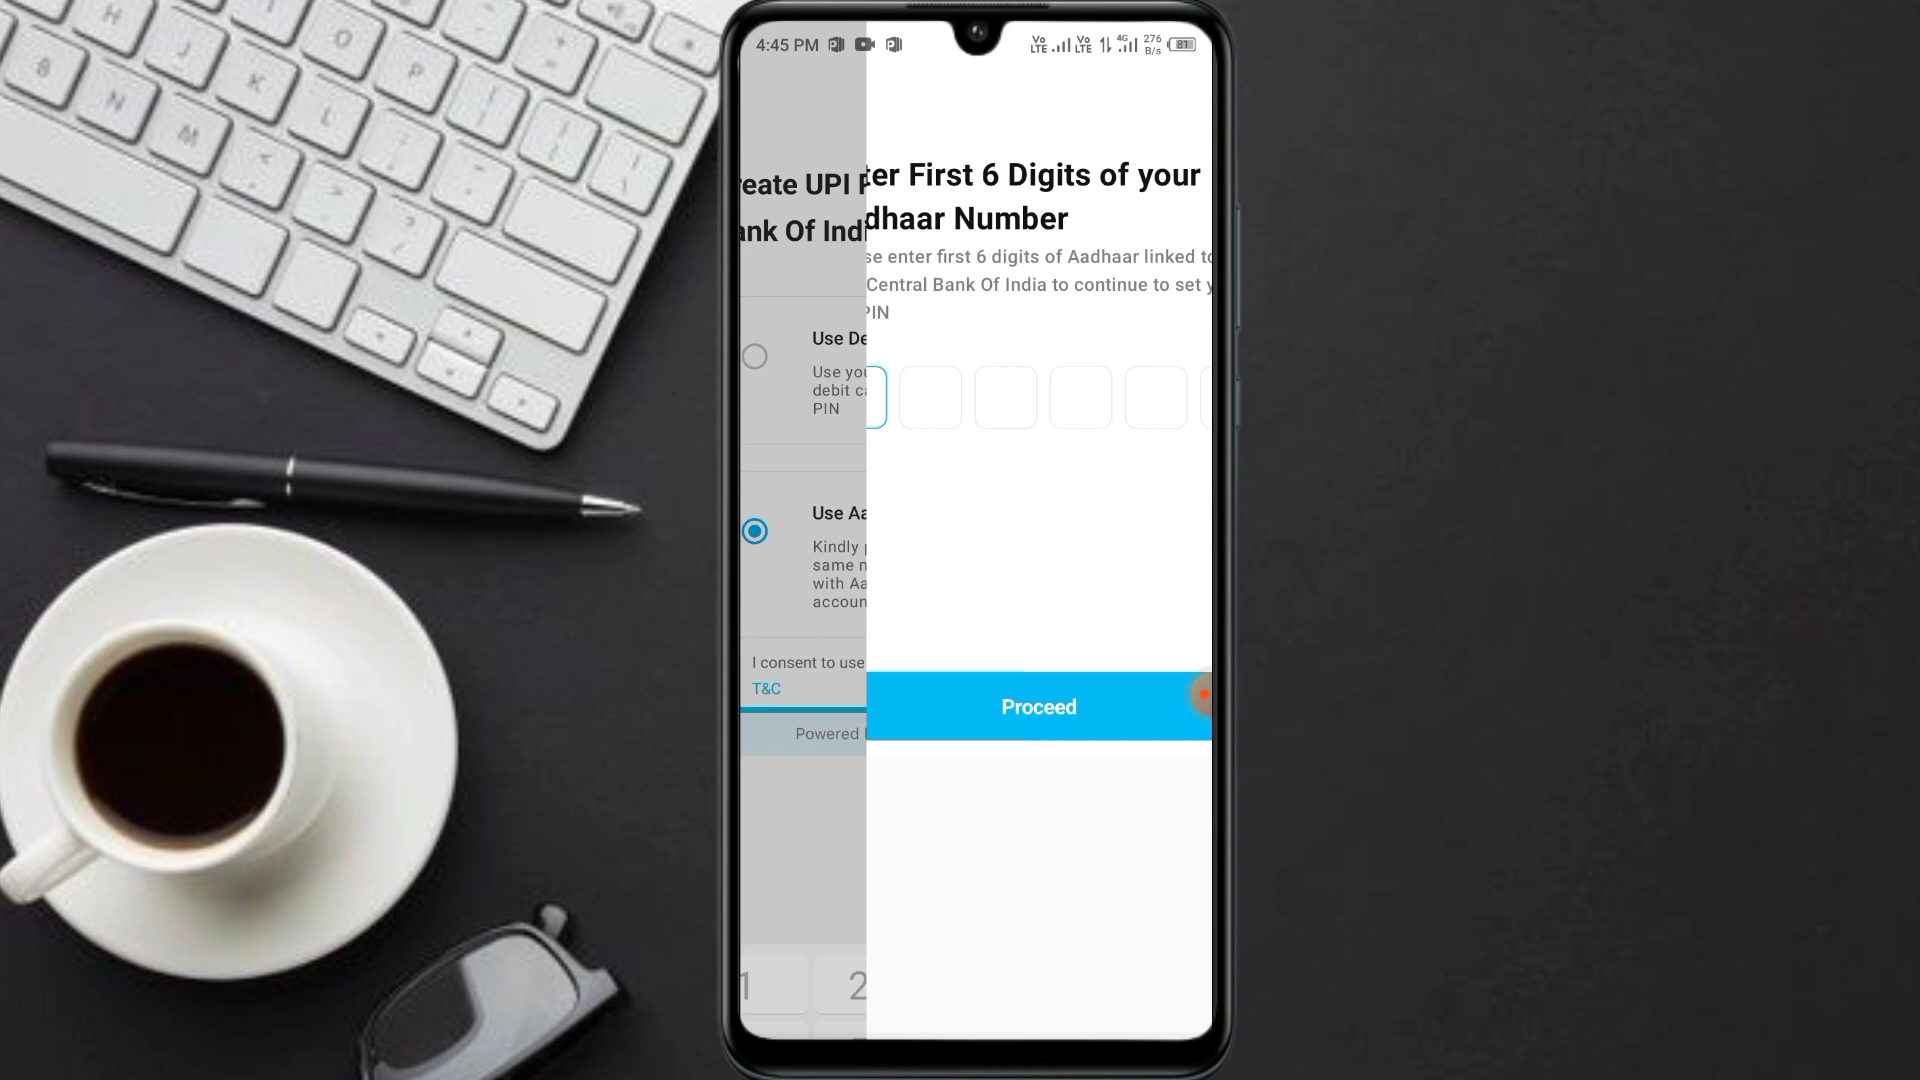 4:45 PM
Vo LTE Vo LTE 4G 276 B/s 81
reate UPI
ank Of Indi
ter First 6 Digits of your
dhaar Number
se enter first 6 digits of Aadhaar linked to
Central Bank Of India to continue to set y
PIN
Use De
Use you
debit ca
PIN
Use Aa
Kindly p
same n
with Aa
accoun
I consent to use
T&C
Proceed
Powered
1 2
H
J
K
L
O
P
B
N
M